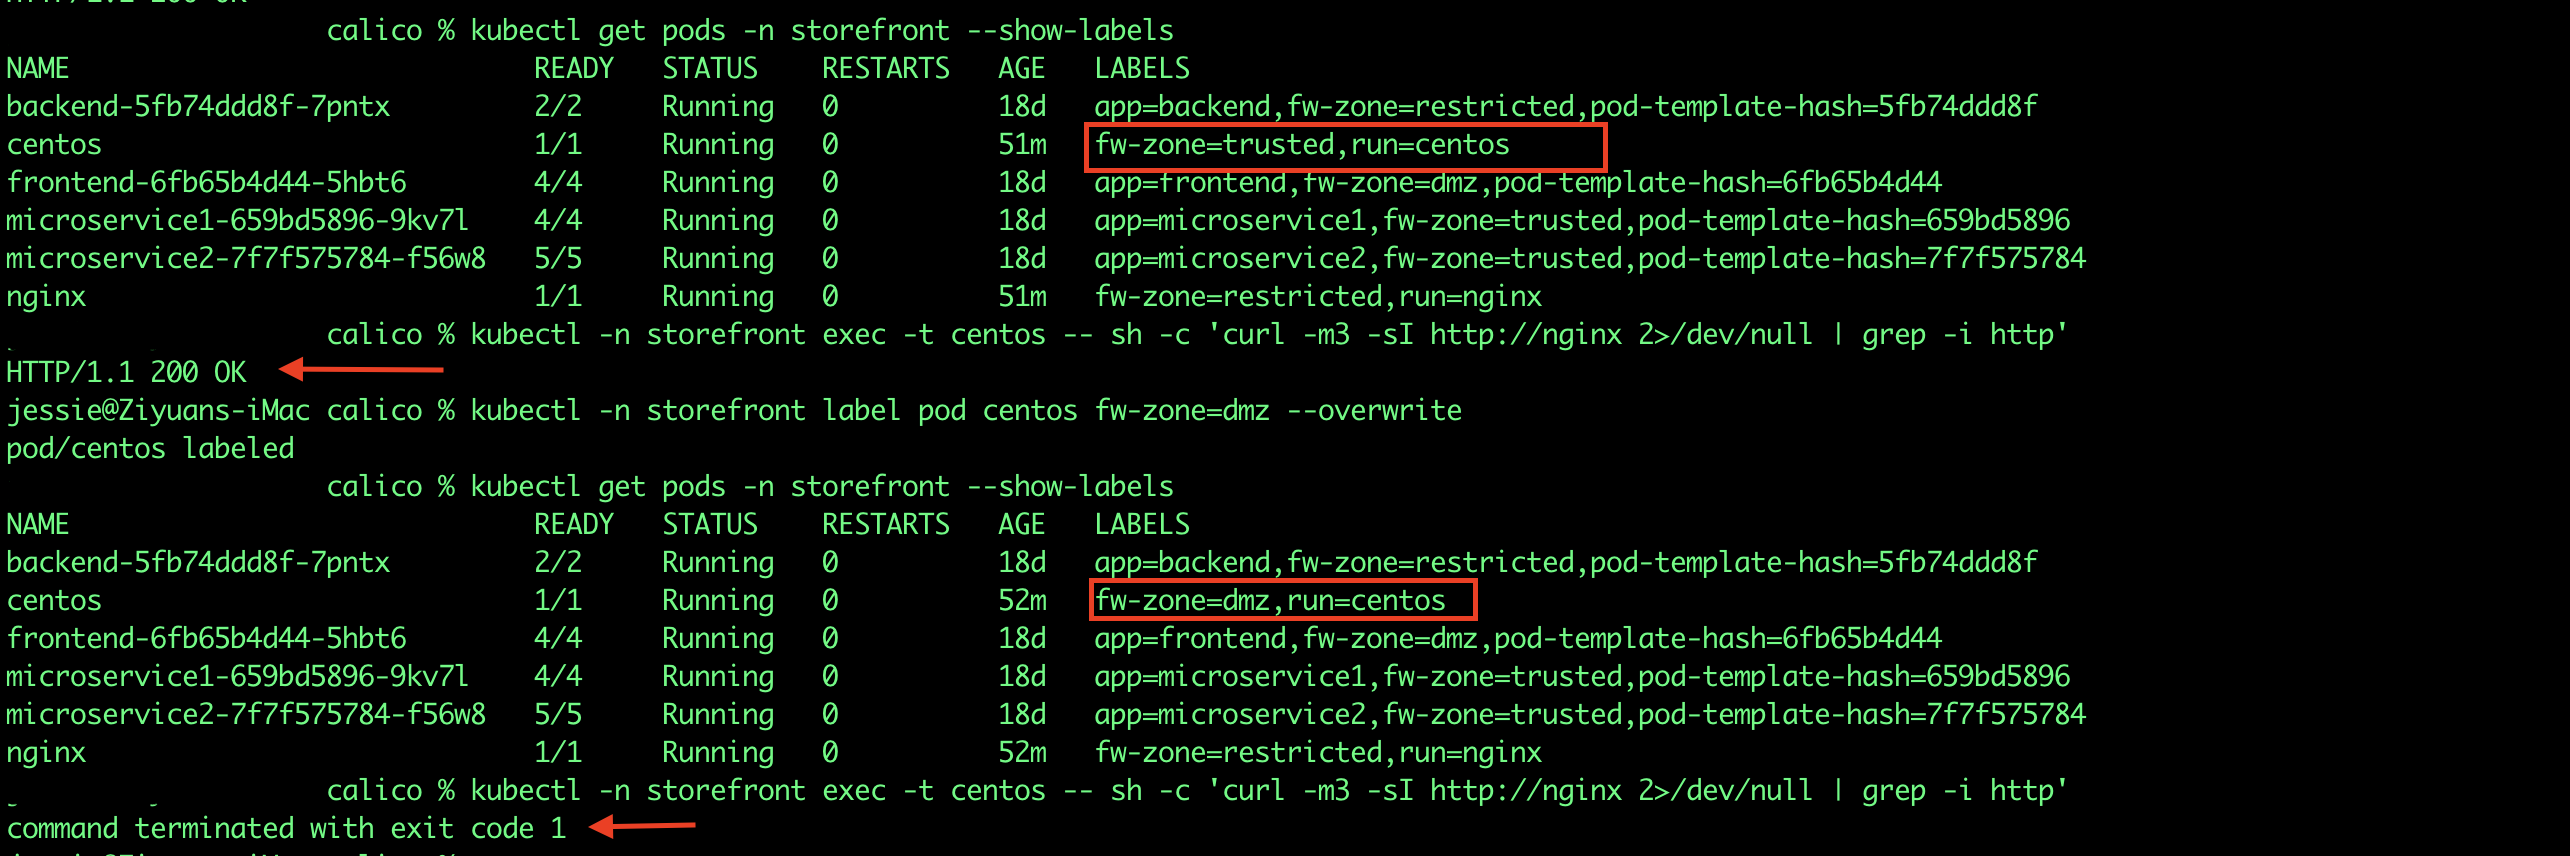 HTTP/1.1 200 OK
calico % kubectl get pods -n storefront --show-labels
NAME READY STATUS RESTARTS AGE LABELS
backend-5fb74ddd8f-7pntx 2/2 Running 0 18d app=backend,fw-zone=restricted,pod-template-hash=5fb74ddd8f
centos 1/1 Running 0 51m fw-zone=trusted,run=centos
frontend-6fb65b4d44-5hbt6 4/4 Running 0 18d app=frontend,fw-zone=dmz,pod-template-hash=6fb65b4d44
microservice1-659bd5896-9kv7l 4/4 Running 0 18d app=microservice1,fw-zone=trusted,pod-template-hash=659bd5896
microservice2-7f7f575784-f56w8 5/5 Running 0 18d app=microservice2,fw-zone=trusted,pod-template-hash=7f7f575784
nginx 1/1 Running 0 51m fw-zone=restricted,run=nginx
calico % kubectl -n storefront exec -t centos -- sh -c 'curl -m3 -sI http://nginx 2>/dev/null | grep -i http'
HTTP/1.1 200 OK
jessie@Ziyuans-iMac calico % kubectl -n storefront label pod centos fw-zone=dmz --overwrite
pod/centos labeled
calico % kubectl get pods -n storefront --show-labels
NAME READY STATUS RESTARTS AGE LABELS
backend-5fb74ddd8f-7pntx 2/2 Running 0 18d app=backend,fw-zone=restricted,pod-template-hash=5fb74ddd8f
centos 1/1 Running 0 52m fw-zone=dmz,run=centos
frontend-6fb65b4d44-5hbt6 4/4 Running 0 18d app=frontend,fw-zone=dmz,pod-template-hash=6fb65b4d44
microservice1-659bd5896-9kv7l 4/4 Running 0 18d app=microservice1,fw-zone=trusted,pod-template-hash=659bd5896
microservice2-7f7f575784-f56w8 5/5 Running 0 18d app=microservice2,fw-zone=trusted,pod-template-hash=7f7f575784
nginx 1/1 Running 0 52m fw-zone=restricted,run=nginx
calico % kubectl -n storefront exec -t centos -- sh -c 'curl -m3 -sI http://nginx 2>/dev/null | grep -i http'
command terminated with exit code 1